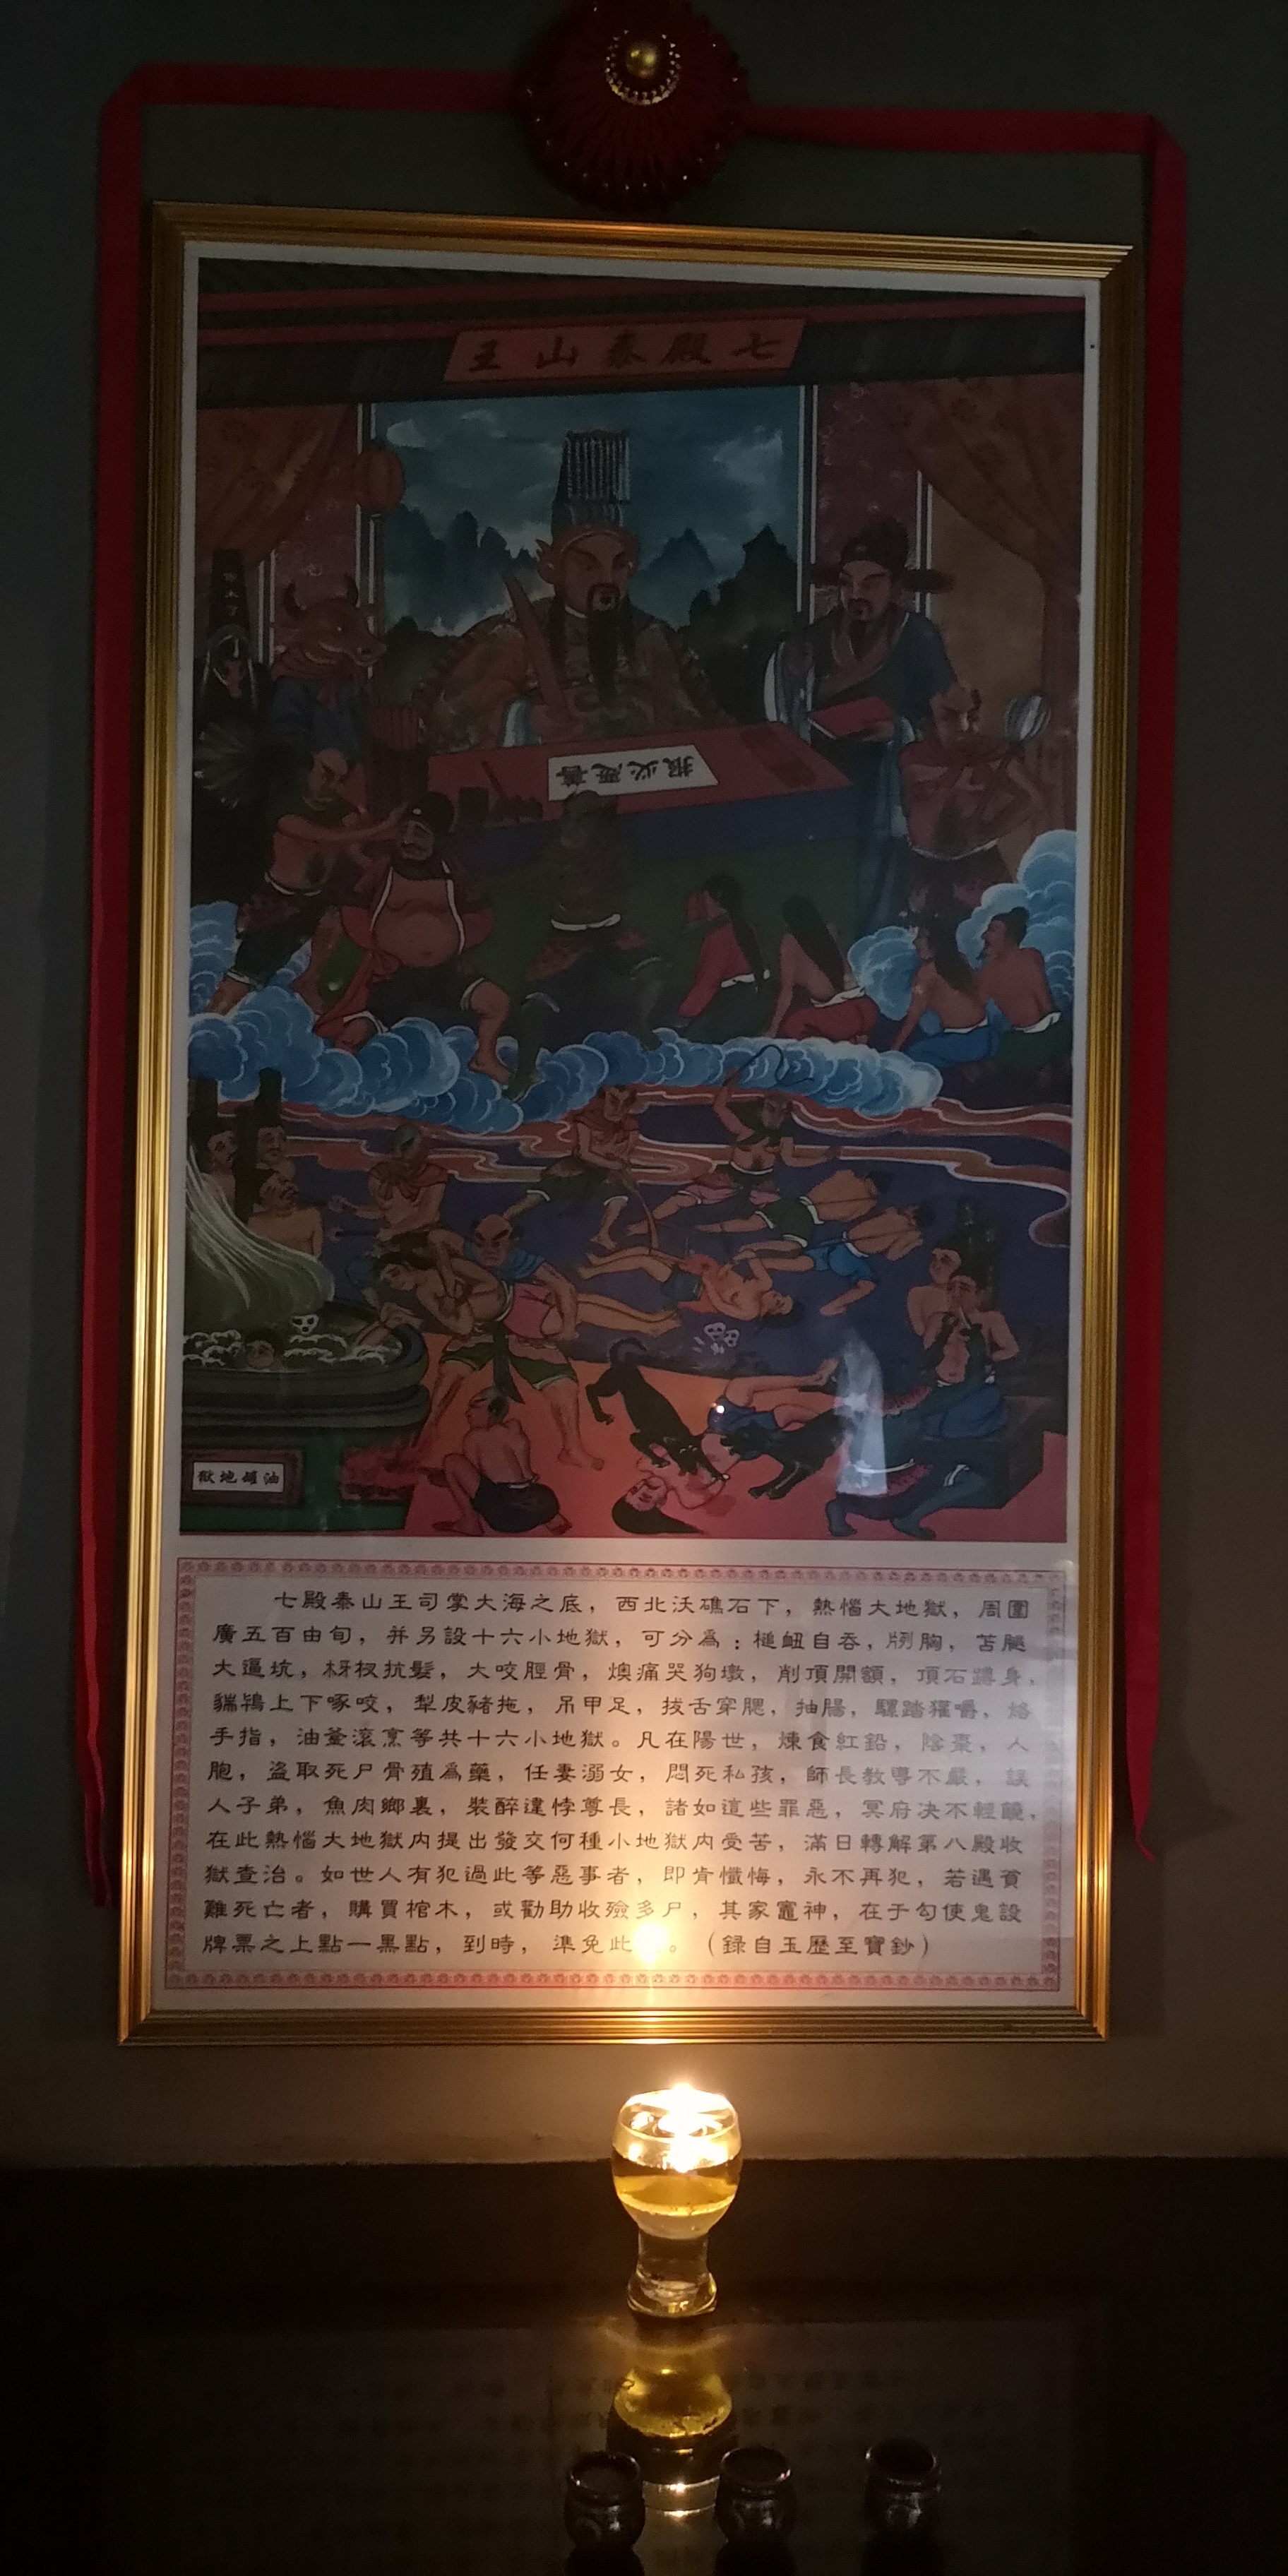 七殿泰山王
善惡必報
油鑊地獄
七殿泰山王司掌大海之底，西北沃礁石下，熱惱大地獄，周圍
廣五百由旬，并另設十六小地獄，可分爲：槌衄自吞，胸，苦腿
大逼坑，杈抗髮，大咬脛骨，燠痛哭狗墩，削頂開額，頂石蹲身，
上下啄咬，犁皮豬拖，吊甲足，拔舌穿腮，抽腸，騾踏獾嚼，烙
手指，油釜滾烹等共十六小地獄。凡在陽世，煉食紅鉛，陰棗，人
胞，盗取死尸骨殖爲藥，任妻溺女，悶死私孩，師長教導不嚴，誤
人子弟，魚肉鄉裏，裝醉違悖尊長，諸如這些罪惡，冥府决不輕饒，
在此熱惱大地獄内提出發交何種小地獄内受苦，滿日轉解第八殿收
獄查治。如世人有犯過此等惡事者，即肯懺悔，永不再犯，若遇貧
難死亡者，購買棺木，或勸助收殮多尸，其家竈神，在于勾使鬼設
牌票之上點一黑點，到時，準免此。（録自玉歷至寶鈔）